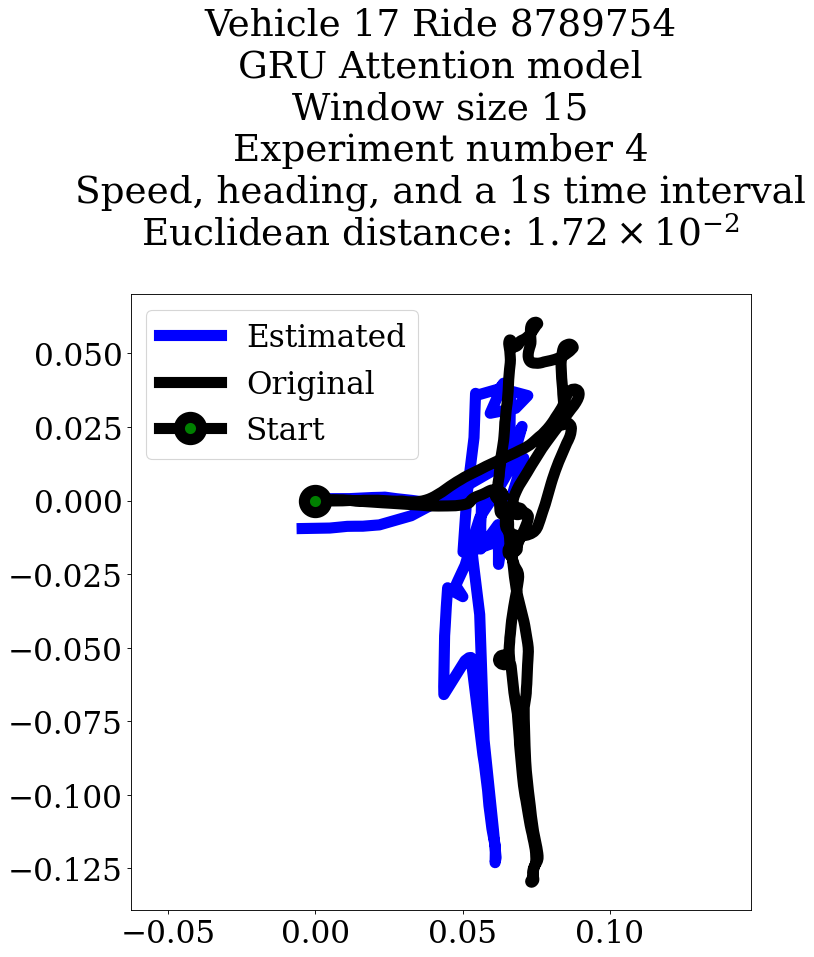 Vehicle 17 Ride 8789754
GRU Attention model
Window size 15
Experiment number 4
Speed, heading, and a 1s time interval
Euclidean distance: 1.72 × 10⁻²
Estimated
Original
Start
0.050
0.025
0.000
−0.025
−0.050
−0.075
−0.100
−0.125
−0.05 0.00 0.05 0.10